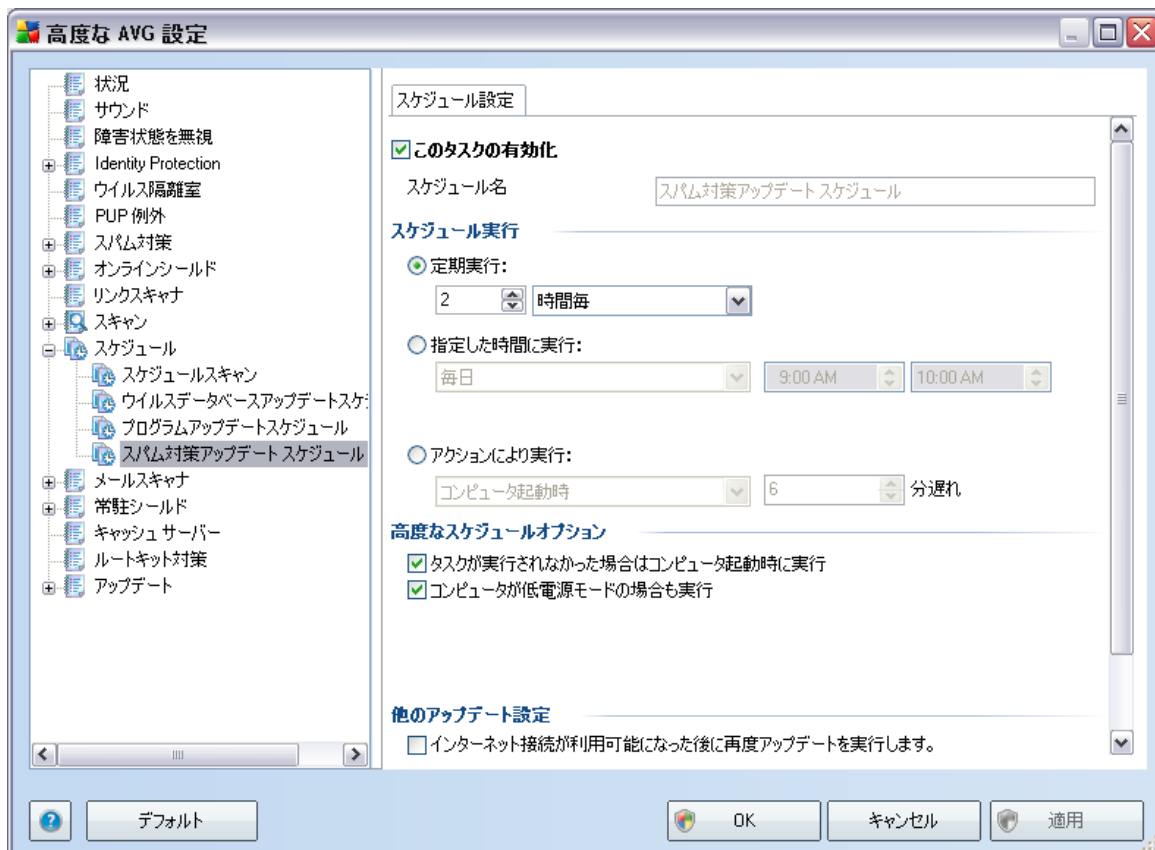 高度な AVG 設定
状況
サウンド
障害状態を無視
Identity Protection
ウイルス隔離室
PUP 例外
スパム対策
オンラインシールド
リンクスキャナ
スキャン
スケジュール
スケジュールスキャン
ウイルスデータベースアップデートスケ
プログラムアップデートスケジュール
スパム対策アップデート スケジュール
メールスキャナ
常駐シールド
キャッシュ サーバー
ルートキット対策
アップデート
スケジュール設定
このタスクの有効化
スケジュール名 スパム対策アップデート スケジュール
スケジュール実行
定期実行:
2 時間毎
指定した時間に実行:
毎日 9:00 AM 10:00 AM
アクションにより実行:
コンピュータ起動時 6 分遅れ
高度なスケジュールオプション
タスクが実行されなかった場合はコンピュータ起動時に実行
コンピュータが低電源モードの場合も実行
他のアップデート設定
インターネット接続が利用可能になった後に再度アップデートを実行します。
デフォルト OK キャンセル 適用